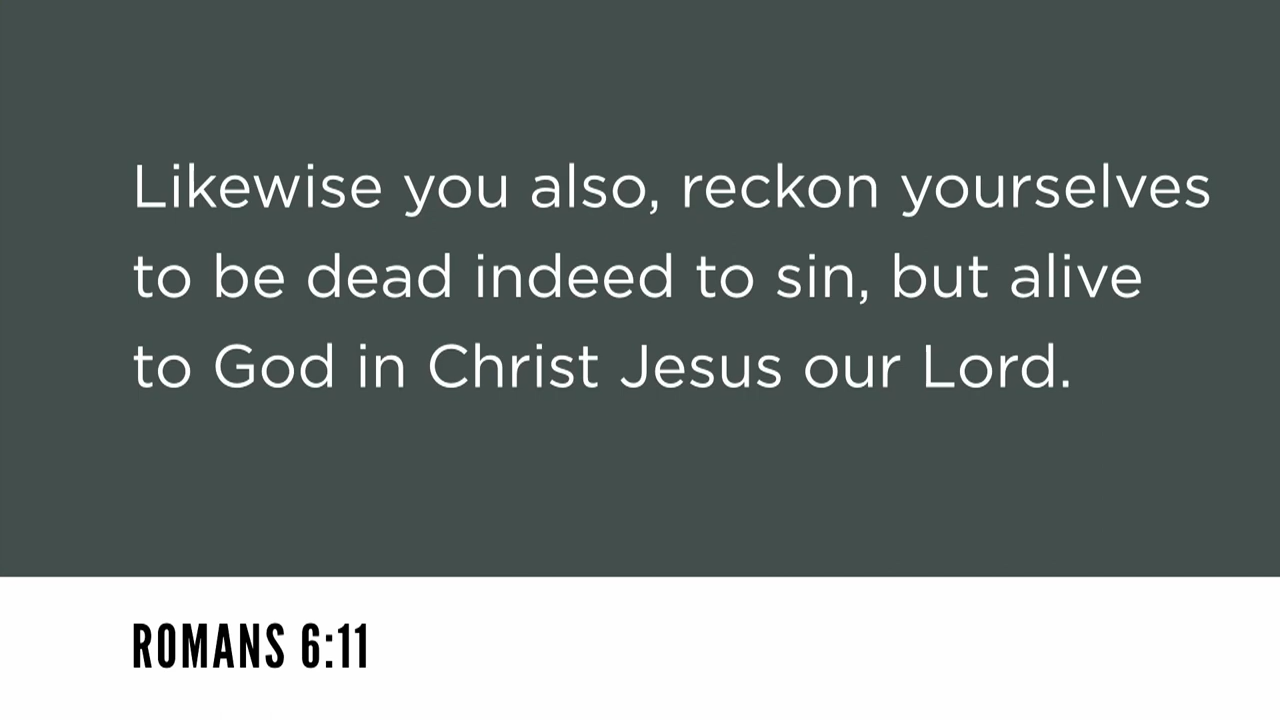 Likewise you also, reckon yourselves
to be dead indeed to sin, but alive
to God in Christ Jesus our Lord.
ROMANS 6:11